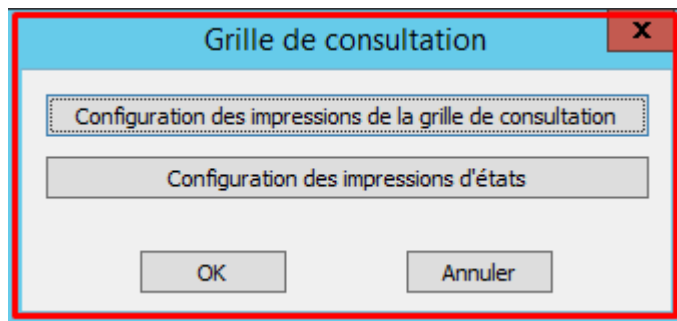 Grille de consultation
x
Configuration des impressions de la grille de consultation
Configuration des impressions d'états
OK Annuler